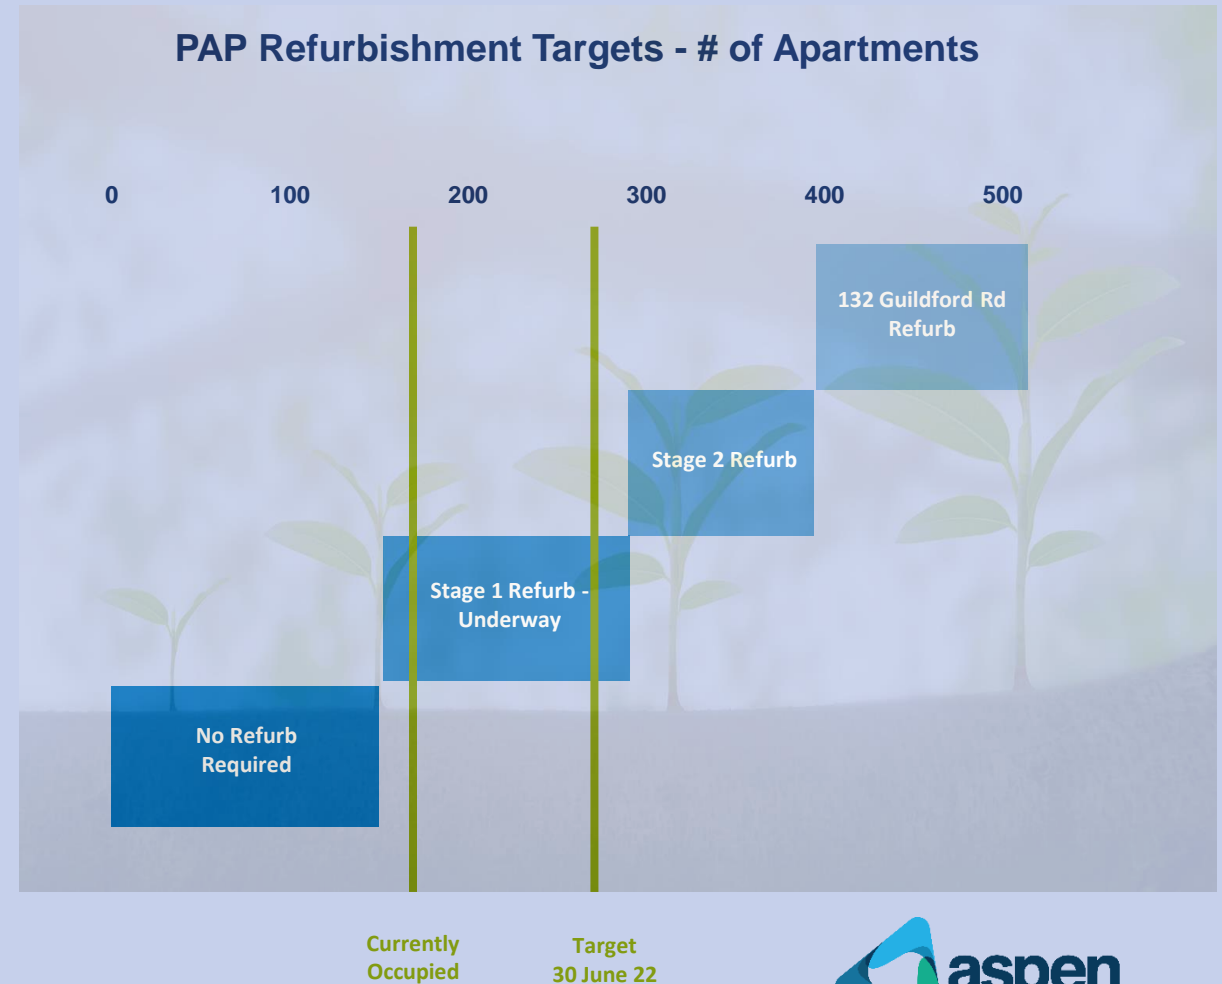 PAP Refurbishment Targets - # of Apartments
0 100 200 300 400 500
132 Guildford Rd
Refurb
Stage 2 Refurb
Stage 1 Refurb -
Underway
No Refurb
Required
Currently
Occupied
Target
30 June 22
aspen